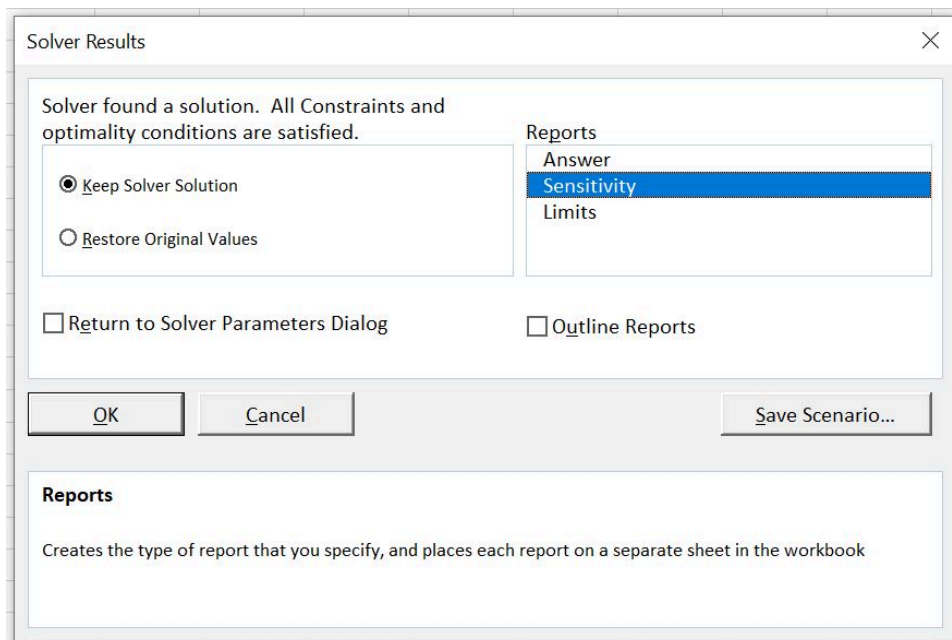 Solver Results
Solver found a solution.  All Constraints and
optimality conditions are satisfied.
Keep Solver Solution
Restore Original Values
Reports
Answer
Sensitivity
Limits
Return to Solver Parameters Dialog
Outline Reports
OK
Cancel
Save Scenario...
Reports
Creates the type of report that you specify, and places each report on a separate sheet in the workbook